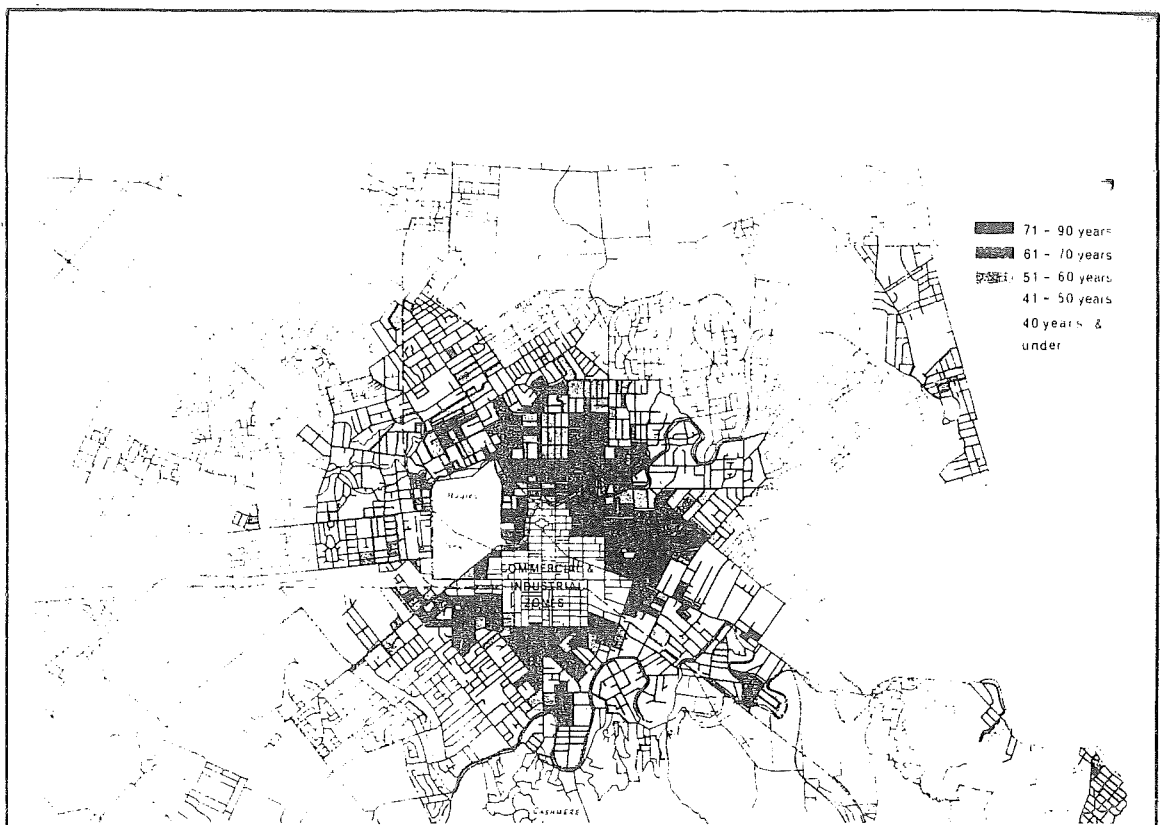 71 - 90 years
61 - 70 years
51 - 60 years
41 - 50 years
40 years &
under
COMMERCIAL &
INDUSTRIAL
ZONES
CASHMERE